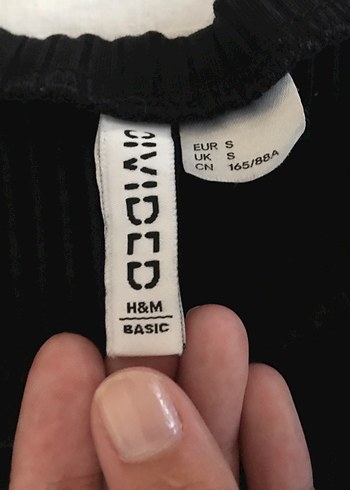 DIVIDED
H&M
BASIC
EUR S
UK S
CN 165/88A